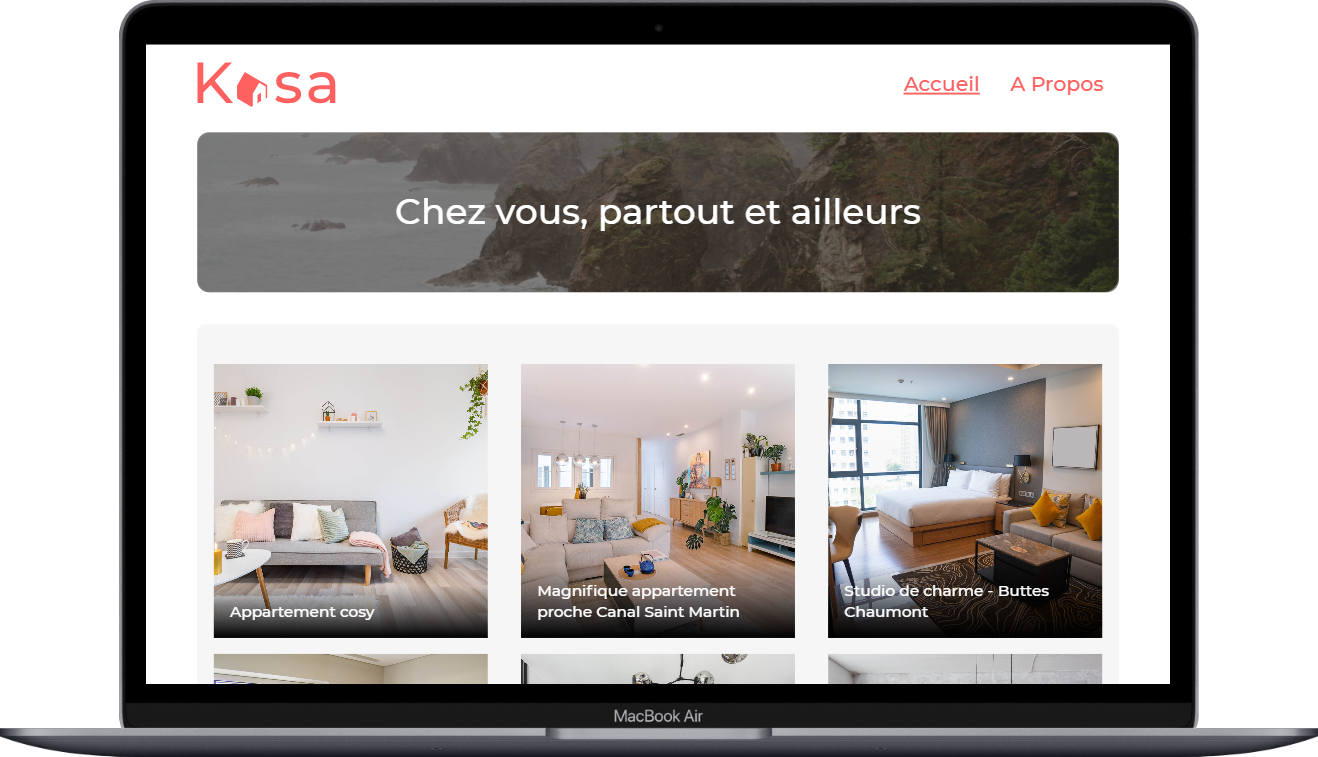 Kasa
Accueil
A Propos
Chez vous, partout et ailleurs
Appartement cosy
Magnifique appartement
proche Canal Saint Martin
Studio de charme - Buttes
Chaumont
MacBook Air